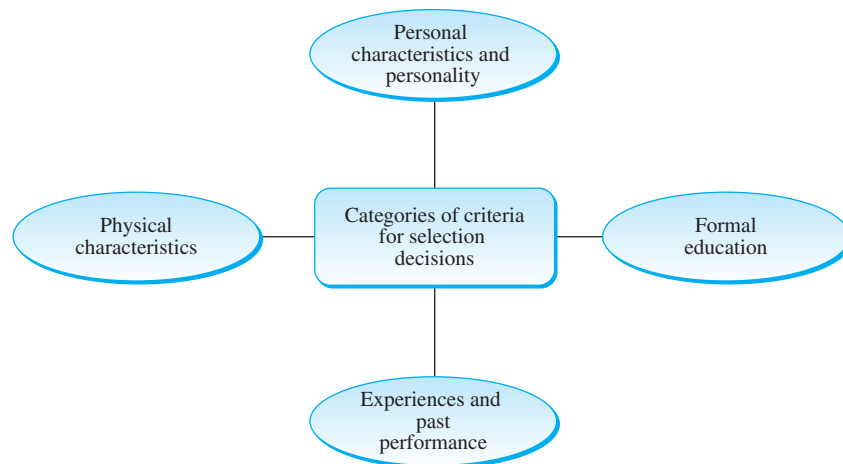 Personal
characteristics and
personality
Physical
characteristics
Categories of criteria
for selection
decisions
Formal
education
Experiences and
past
performance